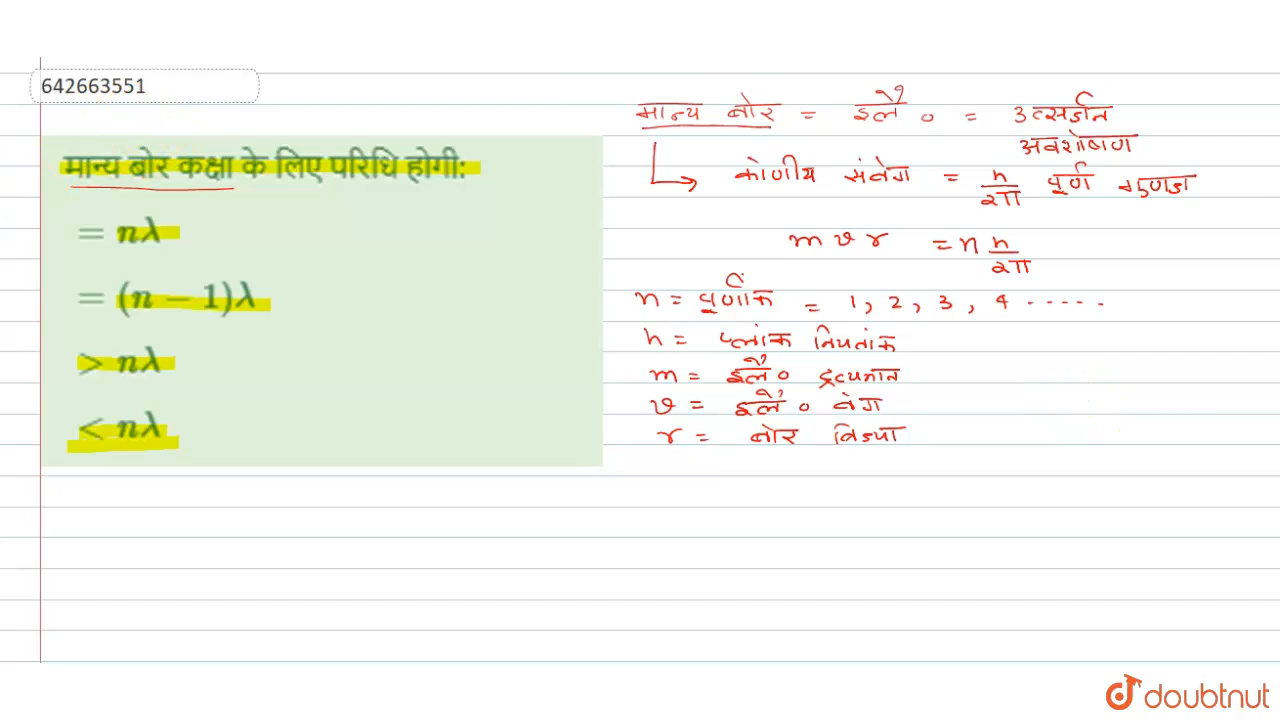 642663551
मान्य बोर कक्षा के लिए परिधि होगी:
= nλ
= (n − 1)λ
> nλ
< nλ
मान्य बोर = इले० = उत्सर्जन
अवशोषण
कोणीय संवेग = h/2π पूर्ण गुणज
m v r = n h/2π
n = पूर्णांक = 1, 2, 3, 4 .....
h = प्लांक नियतांक
m = इलै० द्रव्यमान
v = इलै० वेग
r = बोर त्रिज्या
doubtnut